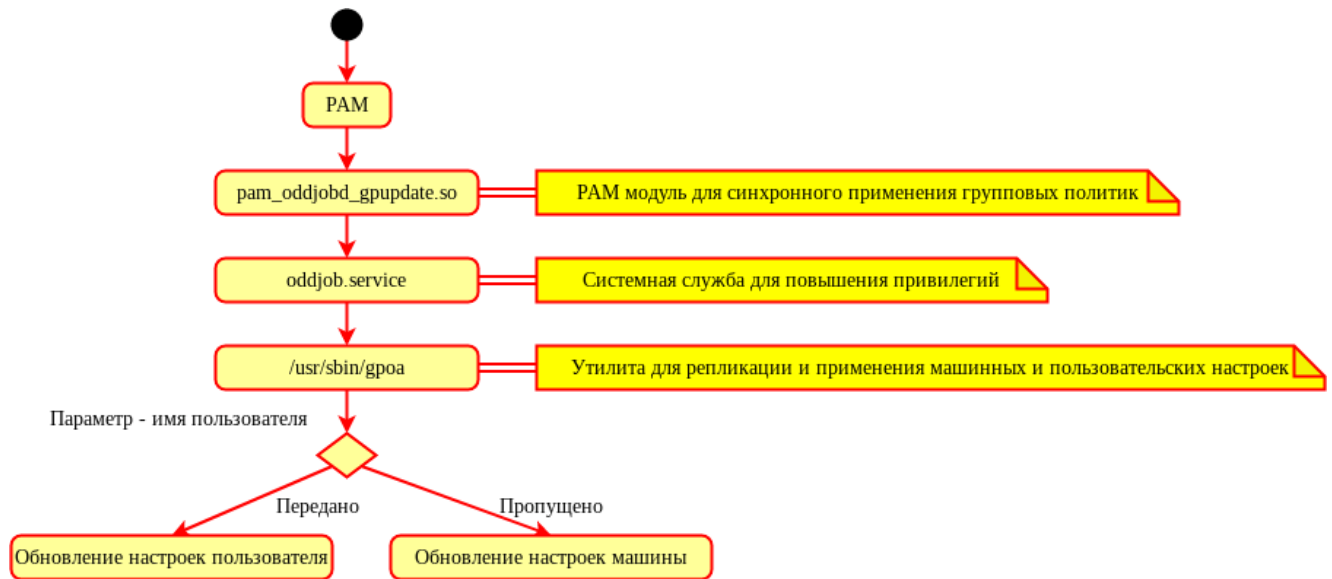 PAM
pam_oddjobd_gpupdate.so
PAM модуль для синхронного применения групповых политик
oddjob.service
Системная служба для повышения привилегий
/usr/sbin/gpoa
Утилита для репликации и применения машинных и пользовательских настроек
Параметр - имя пользователя
Передано
Пропущено
Обновление настроек пользователя
Обновление настроек машины